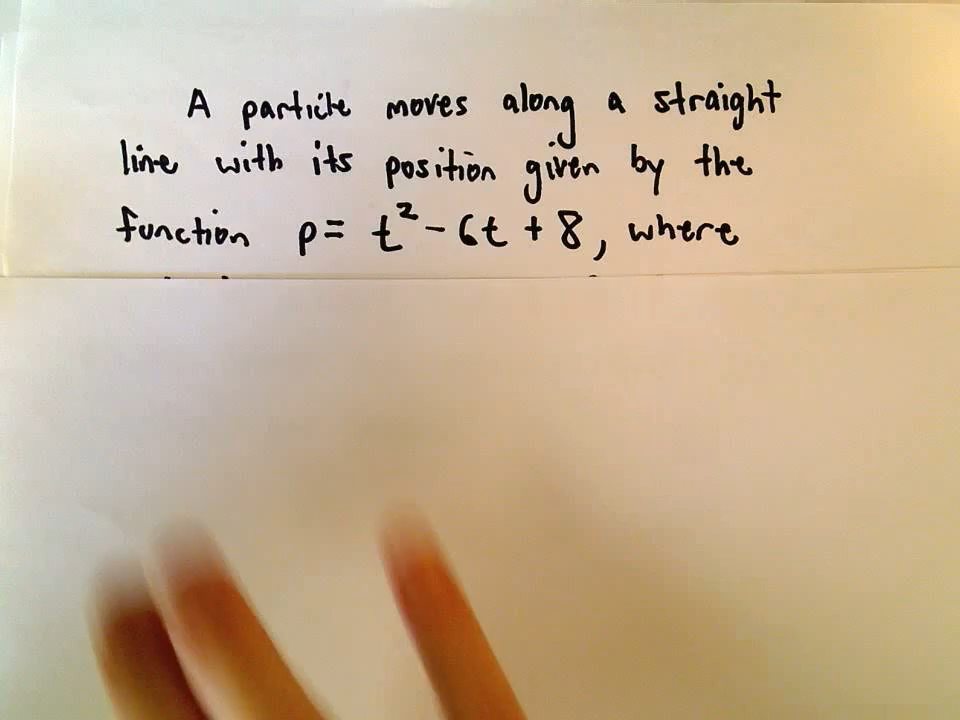 A particle moves along a straight
line with its position given by the
function p = t² - 6t + 8, where